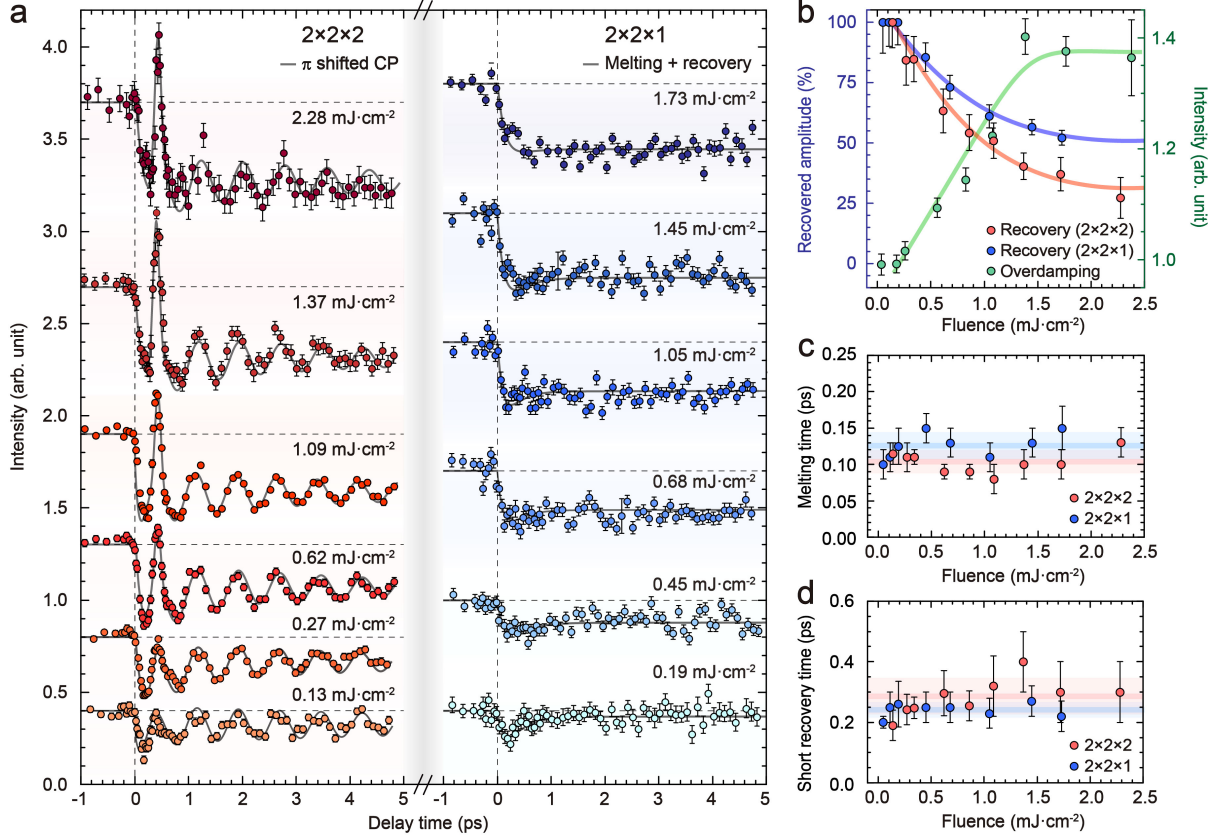 a
2×2×2
π shifted CP
2.28 mJ·cm-2
1.37 mJ·cm-2
1.09 mJ·cm-2
0.62 mJ·cm-2
0.27 mJ·cm-2
0.13 mJ·cm-2
4.0
3.5
3.0
2.5
2.0
1.5
1.0
0.5
0.0
Intensity (arb. unit)
-1 0 1 2 3 4 5
2×2×1
Melting + recovery
1.73 mJ·cm-2
1.45 mJ·cm-2
1.05 mJ·cm-2
0.68 mJ·cm-2
0.45 mJ·cm-2
0.19 mJ·cm-2
-1 0 1 2 3 4 5
Delay time (ps)
b
100
75
50
25
0
Recovered amplitude (%)
1.4
1.2
1.0
Intensity (arb. unit)
Recovery (2×2×2)
Recovery (2×2×1)
Overdamping
0.0 0.5 1.0 1.5 2.0 2.5
Fluence (mJ·cm-2)
c
0.25
0.20
0.15
0.10
0.05
0.00
Melting time (ps)
2×2×2
2×2×1
0.0 0.5 1.0 1.5 2.0 2.5
Fluence (mJ·cm-2)
d
0.6
0.4
0.2
0.0
Short recovery time (ps)
2×2×2
2×2×1
0.0 0.5 1.0 1.5 2.0 2.5
Fluence (mJ·cm-2)